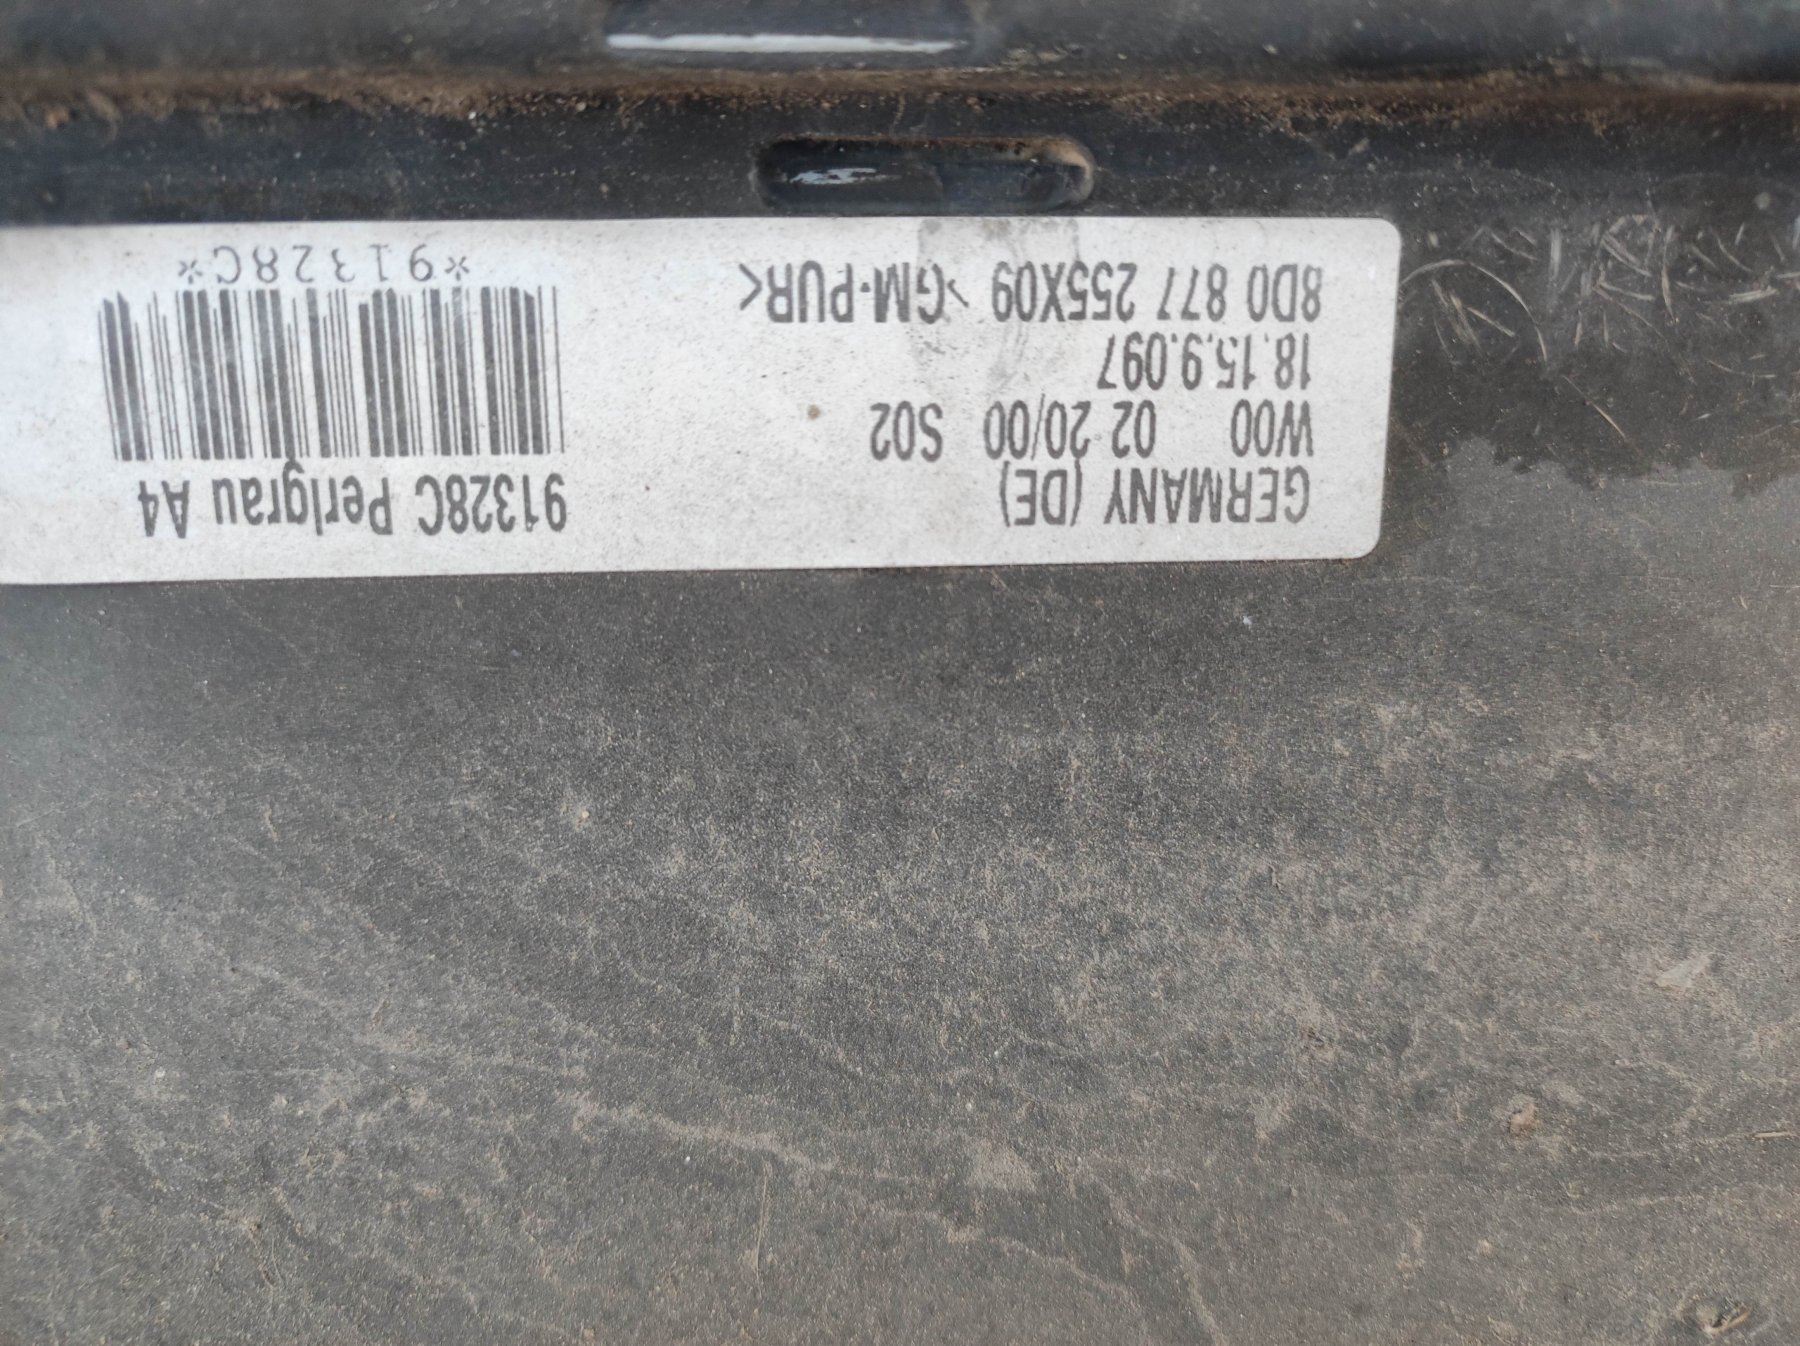 GERMANY (DE)
W00 02 20/00 S02
18.15.9.097
8D0 877 255X09 >GM-PUR<
91328C Perlgrau A4
*91328C*